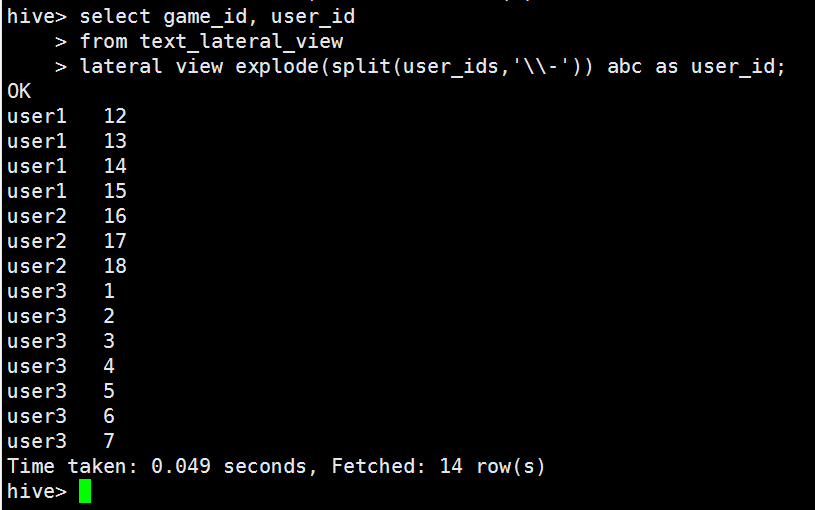 hive> select game_id, user_id
    > from text_lateral_view
    > lateral view explode(split(user_ids,'\\-')) abc as user_id;
OK
user1   12
user1   13
user1   14
user1   15
user2   16
user2   17
user2   18
user3   1
user3   2
user3   3
user3   4
user3   5
user3   6
user3   7
Time taken: 0.049 seconds, Fetched: 14 row(s)
hive>